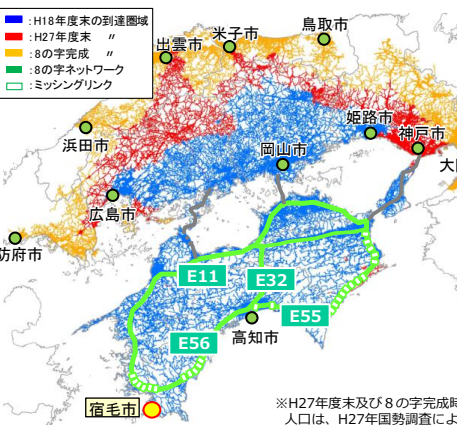 ：H18年度末の到達圏域
：H27年度末　〃
：8の字完成　〃
：8の字ネットワーク
：ミッシングリンク
鳥取市
米子市
出雲市
姫路市
神戸市
浜田市
岡山市
大
広島市
防府市
E11
E32
E55
高知市
E56
宿毛市
※H27年度末及び８の字完成時
人口は、H27年国勢調査によ